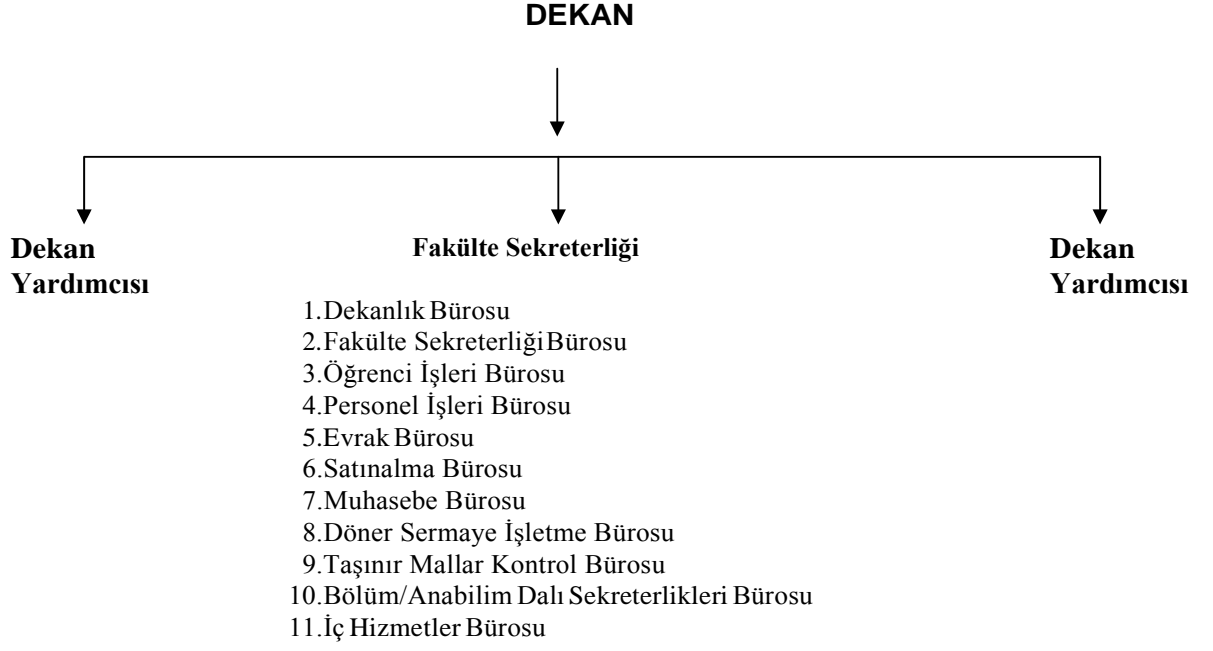 DEKAN
Dekan
Yardımcısı
Fakülte Sekreterliği
1.Dekanlık Bürosu
2.Fakülte Sekreterliği Bürosu
3.Öğrenci İşleri Bürosu
4.Personel İşleri Bürosu
5.Evrak Bürosu
6.Satınalma Bürosu
7.Muhasebe Bürosu
8.Döner Sermaye İşletme Bürosu
9.Taşınır Mallar Kontrol Bürosu
10.Bölüm/Anabilim Dalı Sekreterlikleri Bürosu
11.İç Hizmetler Bürosu
Dekan
Yardımcısı